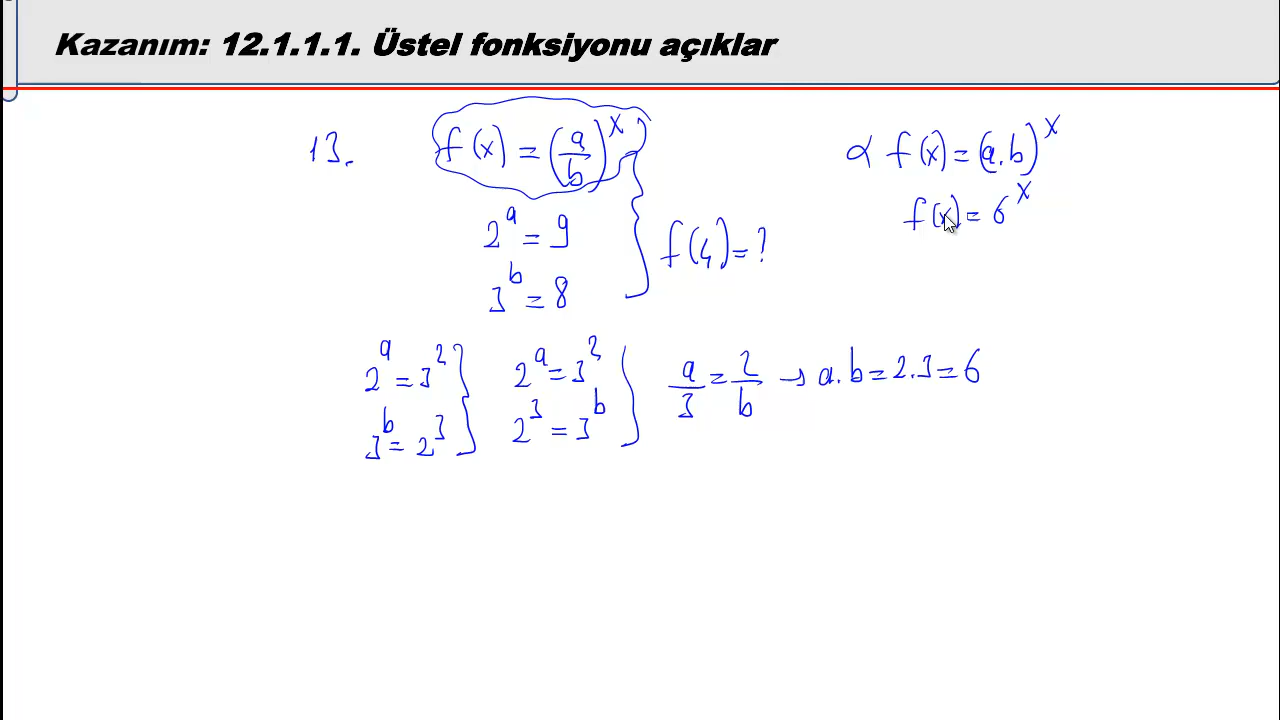 Kazanım: 12.1.1.1. Üstel fonksiyonu açıklar
13. f(x) = (a/b)^x
2^a = 9
3^b = 8
f(4) = ?
α f(x) = (a.b)^x
f(x) = 6^x
2^a = 3^2
3^b = 2^3
2^a = 3^2
2^3 = 3^b
a/3 = 2/b → a.b = 2.3 = 6